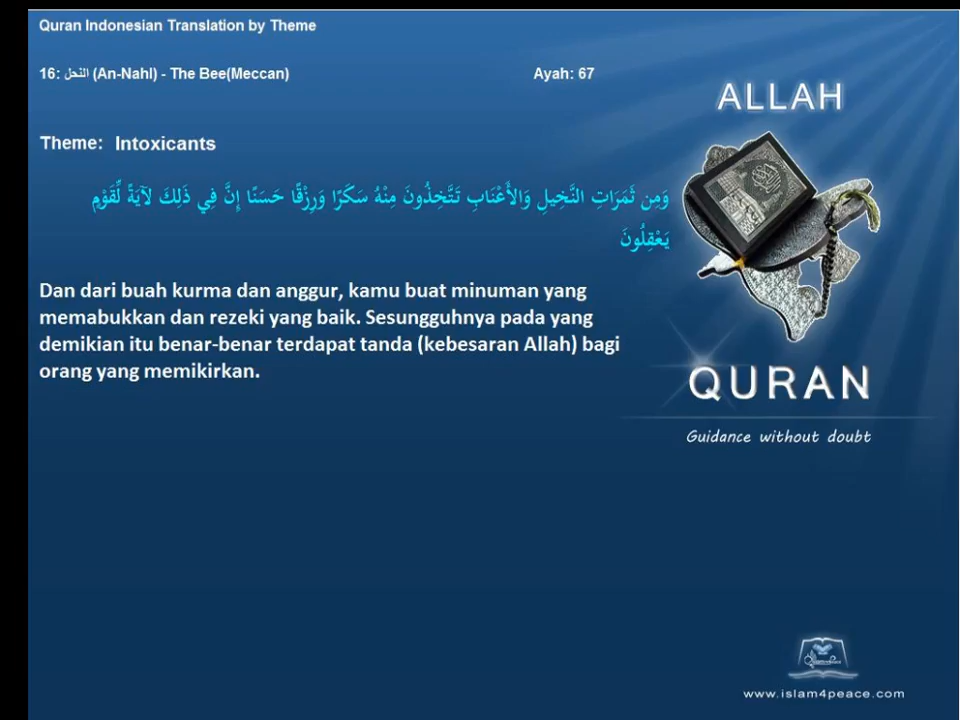 Quran Indonesian Translation by Theme
16: النحل (An-Nahl) - The Bee(Meccan)
Ayah: 67
Theme: Intoxicants
وَمِن ثَمَرَاتِ النَّخِيلِ وَالأَعْنَابِ تَتَّخِذُونَ مِنْهُ سَكَرًا وَرِزْقًا حَسَنًا إِنَّ فِي ذَلِكَ لآيَةً لِّقَوْمٍ
يَعْقِلُونَ
Dan dari buah kurma dan anggur, kamu buat minuman yang
memabukkan dan rezeki yang baik. Sesungguhnya pada yang
demikian itu benar-benar terdapat tanda (kebesaran Allah) bagi
orang yang memikirkan.
ALLAH
QURAN
Guidance without doubt
www.islam4peace.com